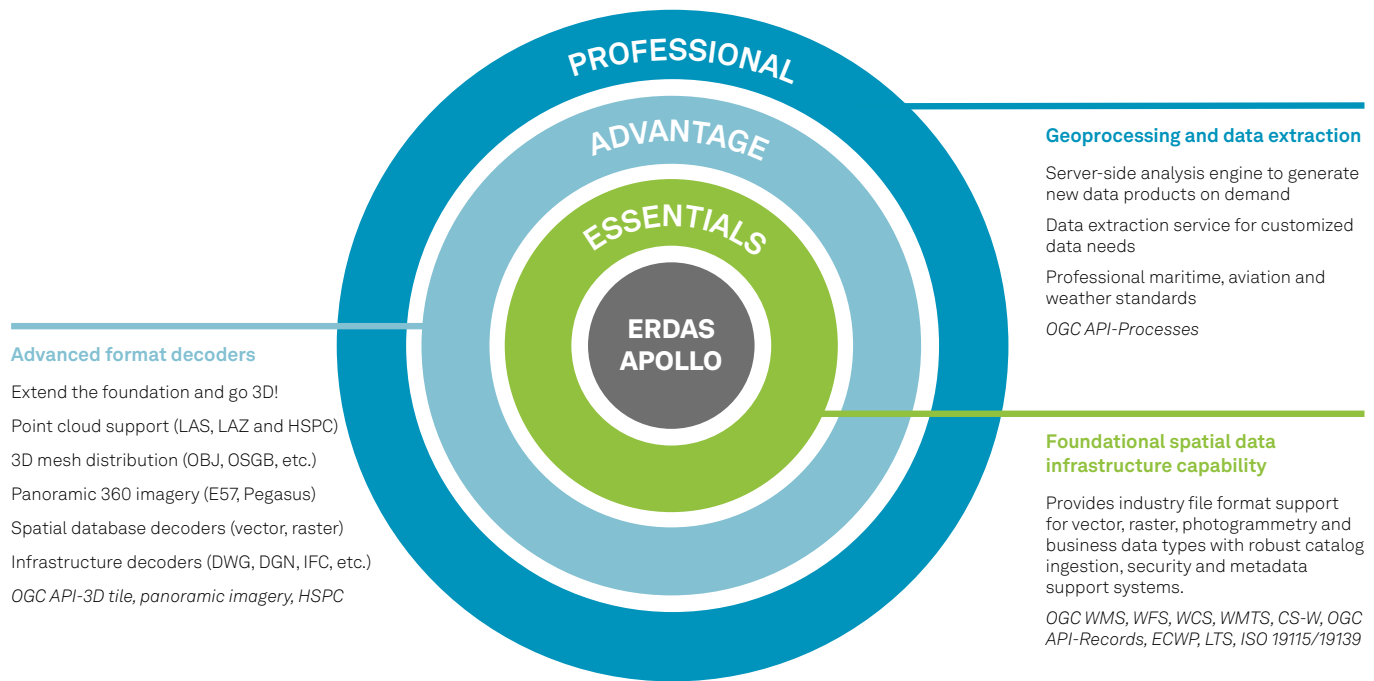 PROFESSIONAL
ADVANTAGE
ESSENTIALS
ERDAS
APOLLO
Geoprocessing and data extraction
Server-side analysis engine to generate
new data products on demand
Data extraction service for customized
data needs
Professional maritime, aviation and
weather standards
OGC API-Processes
Advanced format decoders
Extend the foundation and go 3D!
Point cloud support (LAS, LAZ and HSPC)
3D mesh distribution (OBJ, OSGB, etc.)
Panoramic 360 imagery (E57, Pegasus)
Spatial database decoders (vector, raster)
Infrastructure decoders (DWG, DGN, IFC, etc.)
OGC API-3D tile, panoramic imagery, HSPC
Foundational spatial data
infrastructure capability
Provides industry file format support
for vector, raster, photogrammetry and
business data types with robust catalog
ingestion, security and metadata
support systems.
OGC WMS, WFS, WCS, WMTS, CS-W, OGC
API-Records, ECWP, LTS, ISO 19115/19139